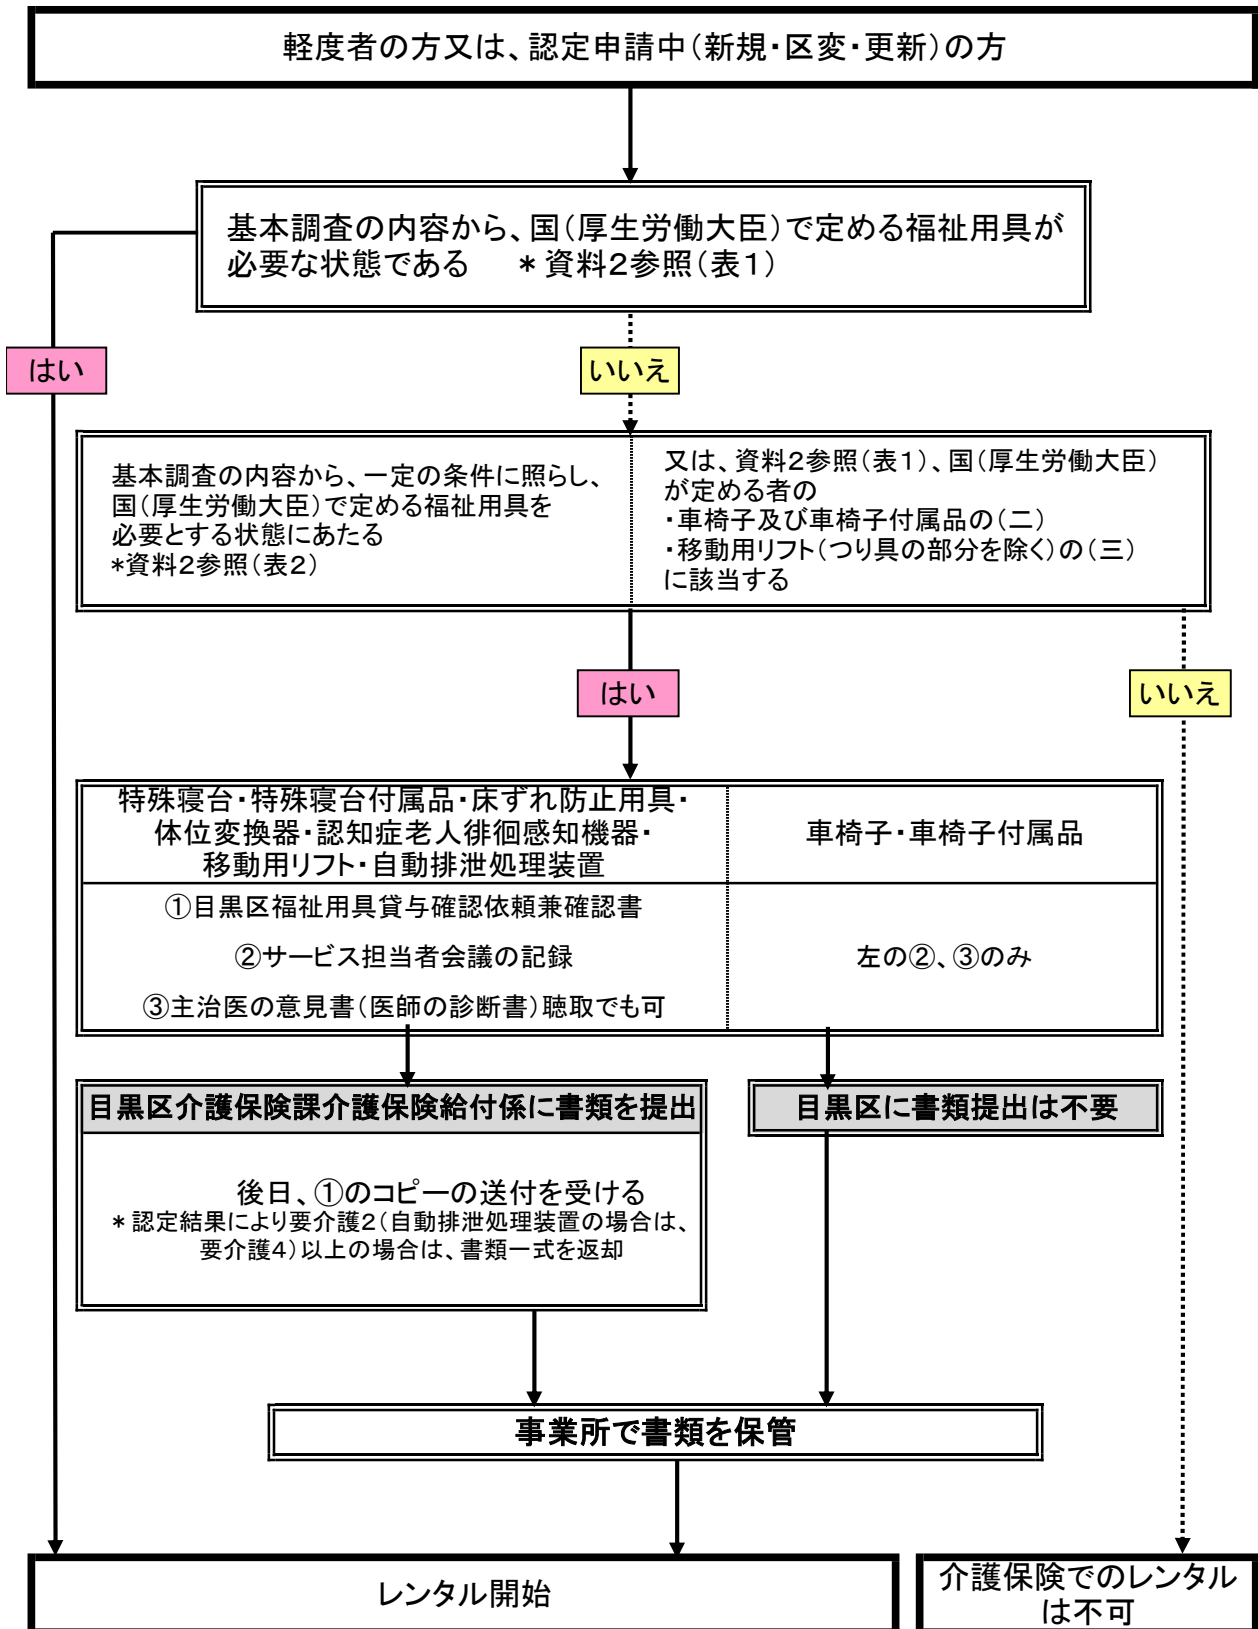 軽度者の方又は、認定申請中（新規・区変・更新）の方
基本調査の内容から、国（厚生労働大臣）で定める福祉用具が
必要な状態である　＊資料２参照（表１）
はい
いいえ
基本調査の内容から、一定の条件に照らし、
国（厚生労働大臣）で定める福祉用具を
必要とする状態にあたる
*資料２参照（表２）
又は、資料２参照（表１）、国（厚生労働大臣）
が定める者の
・車椅子及び車椅子付属品の（二）
・移動用リフト（つり具の部分を除く）の（三）
に該当する
はい
いいえ
特殊寝台・特殊寝台付属品・床ずれ防止用具・
体位変換器・認知症老人徘徊感知機器・
移動用リフト・自動排泄処理装置
車椅子・車椅子付属品
①目黒区福祉用具貸与確認依頼兼確認書
②サービス担当者会議の記録
③主治医の意見書（医師の診断書）聴取でも可
左の②、③のみ
目黒区介護保険課介護保険給付係に書類を提出
目黒区に書類提出は不要
後日、①のコピーの送付を受ける
＊認定結果により要介護２（自動排泄処理装置の場合は、
要介護４）以上の場合は、書類一式を返却
事業所で書類を保管
レンタル開始
介護保険でのレンタル
は不可